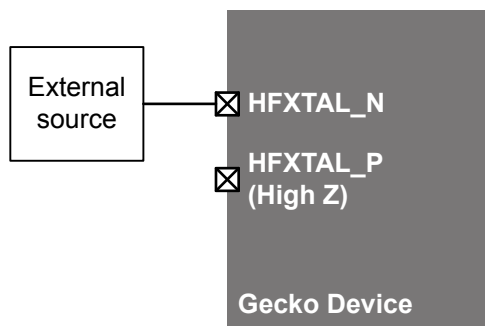 External
source
HFXTAL_N
HFXTAL_P
(High Z)
Gecko Device